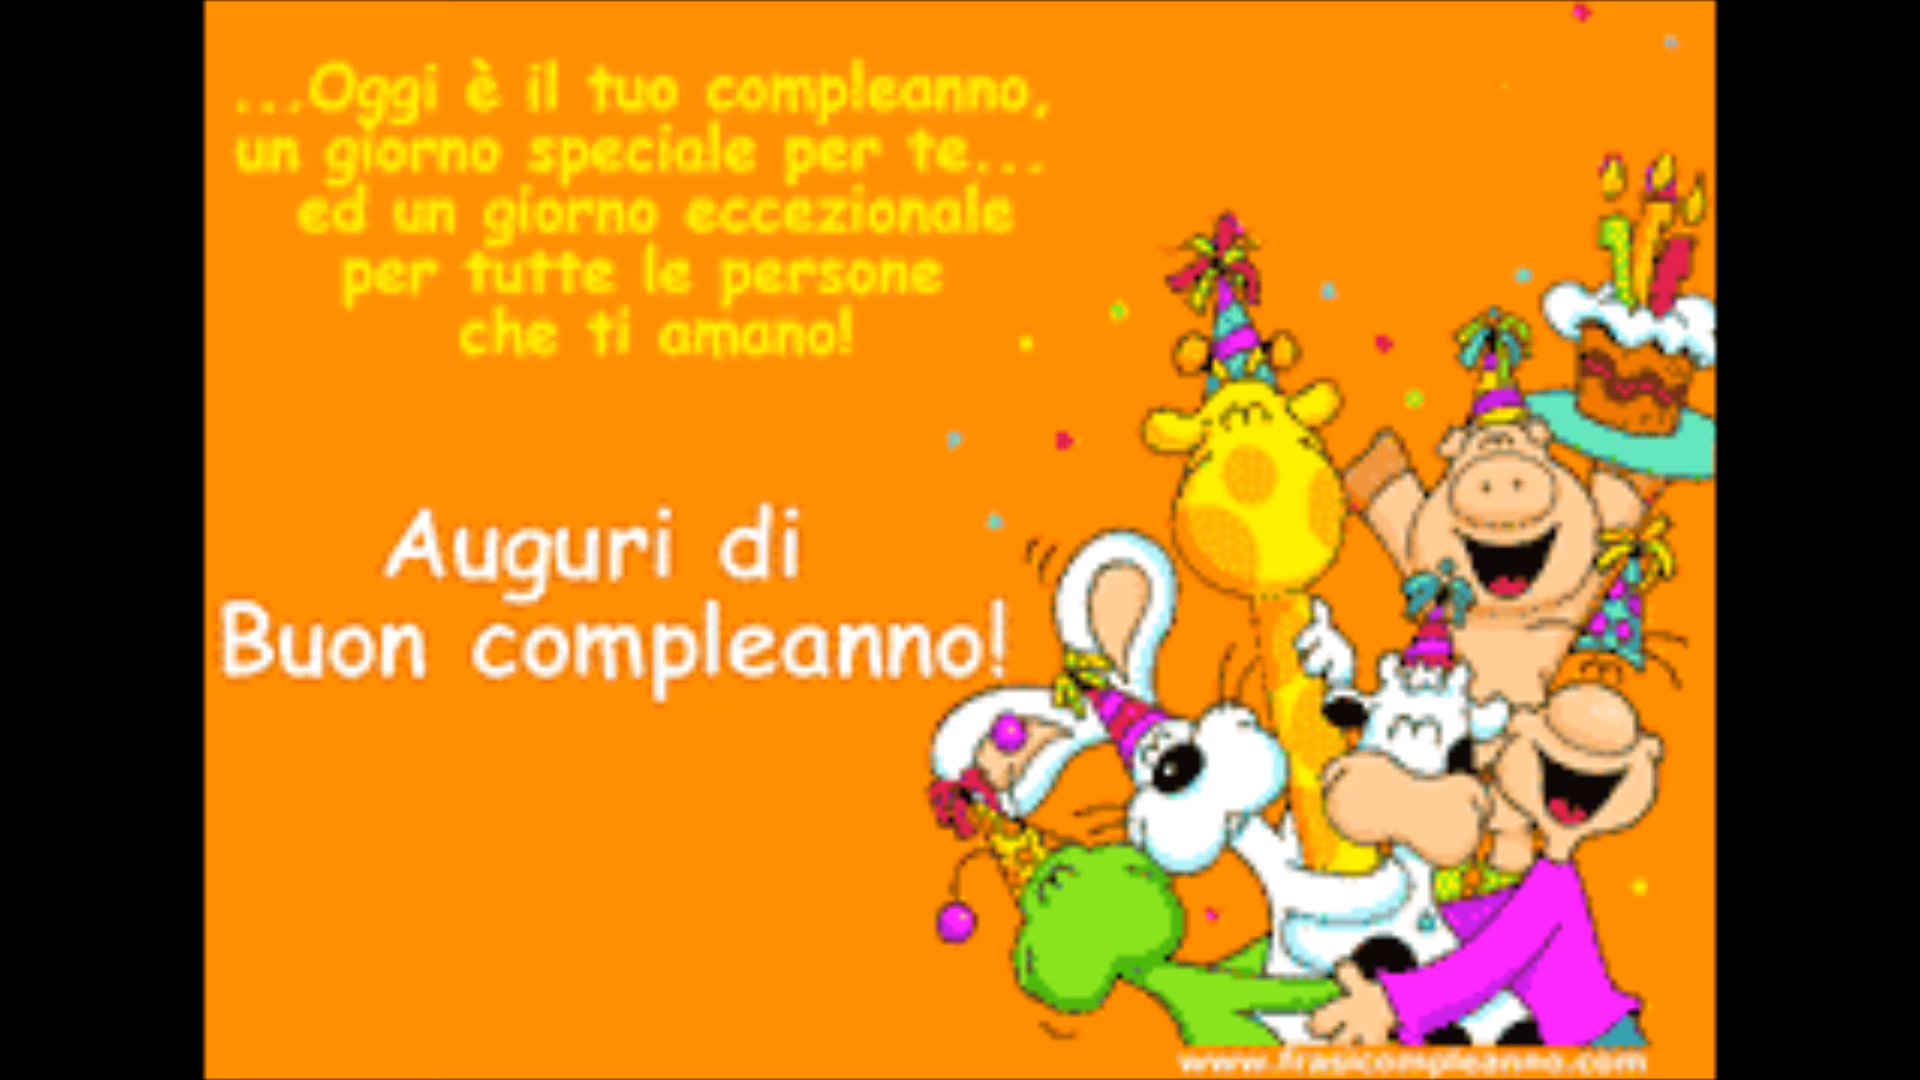 ...Oggi è il tuo compleanno,
un giorno speciale per te...
ed un giorno eccezionale
per tutte le persone
che ti amano!
Auguri di
Buon compleanno!
www.frasicompleanno.com